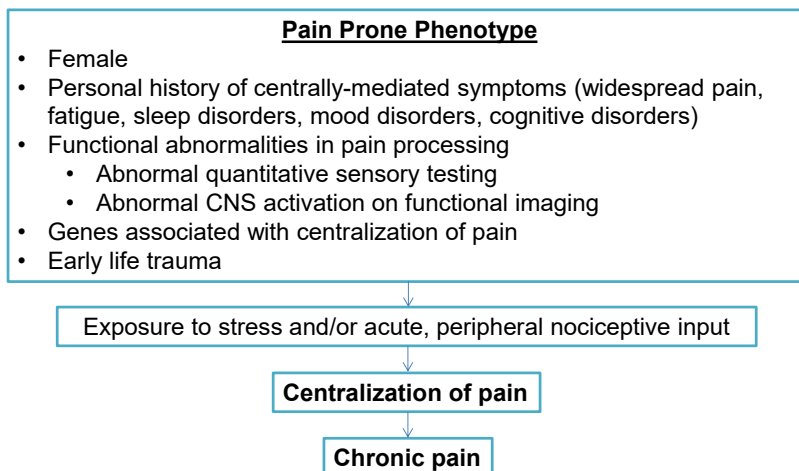 Pain Prone Phenotype
• Female
• Personal history of centrally-mediated symptoms (widespread pain,
fatigue, sleep disorders, mood disorders, cognitive disorders)
• Functional abnormalities in pain processing
• Abnormal quantitative sensory testing
• Abnormal CNS activation on functional imaging
• Genes associated with centralization of pain
• Early life trauma
Exposure to stress and/or acute, peripheral nociceptive input
Centralization of pain
Chronic pain